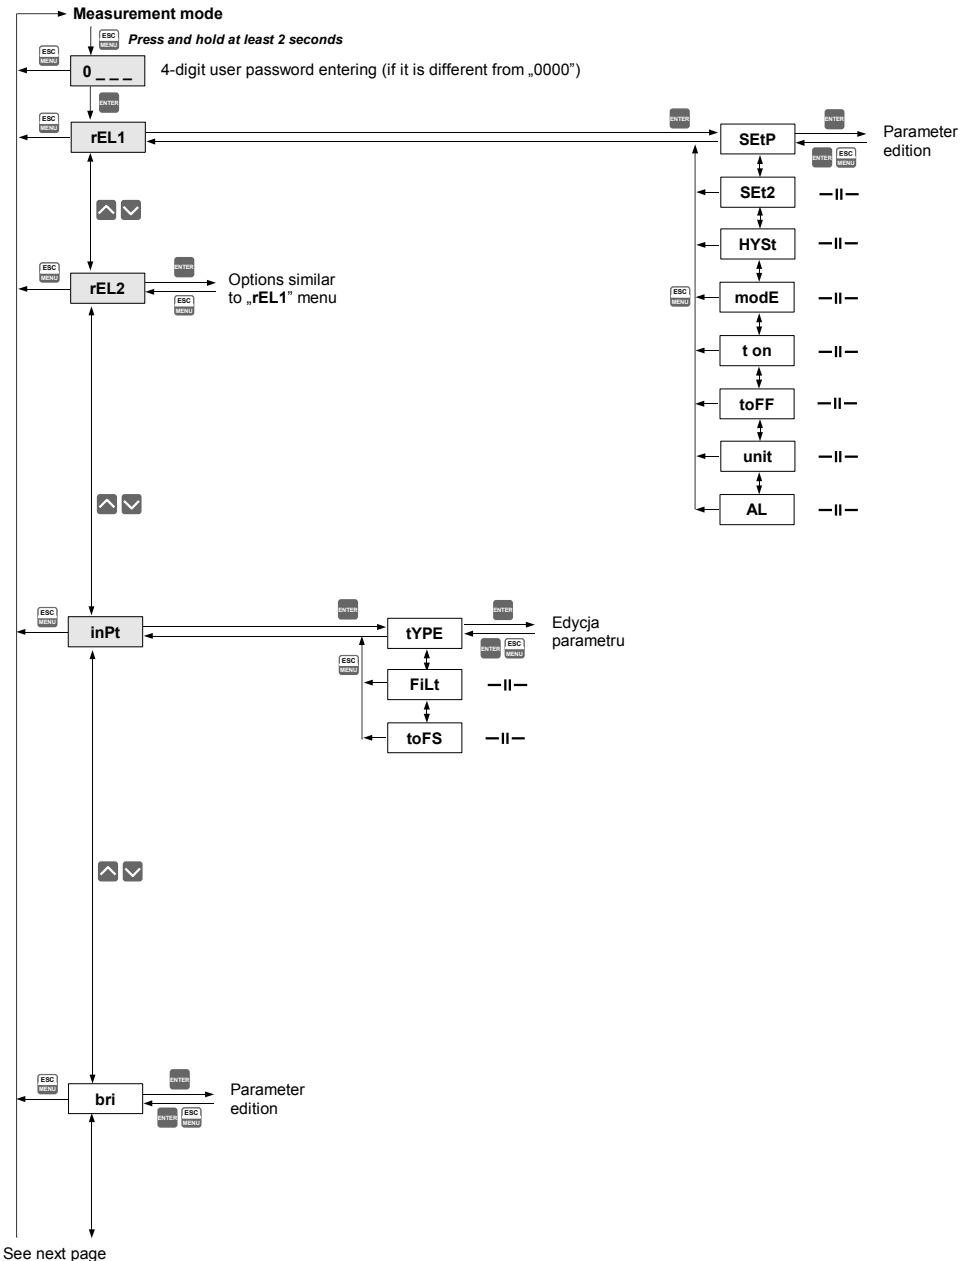 Measurement mode
ESC
MENU
Press and hold at least 2 seconds
ESC
MENU
0 _ _ _
4-digit user password entering (if it is different from „0000”)
ENTER
ESC
MENU
rEL1
ENTER
SEtP
ENTER
ENTER
ESC
MENU
Parameter
edition
SEt2
—II—
HYSt
—II—
ESC
MENU
rEL2
ENTER
ESC
MENU
Options similar
to „rEL1” menu
ESC
MENU
modE
—II—
t on
—II—
toFF
—II—
unit
—II—
AL
—II—
ESC
MENU
inPt
ENTER
tYPE
ENTER
ENTER
ESC
MENU
Edycja
parametru
ESC
MENU
FiLt
—II—
toFS
—II—
ESC
MENU
bri
ENTER
ENTER
ESC
MENU
Parameter
edition
See next page